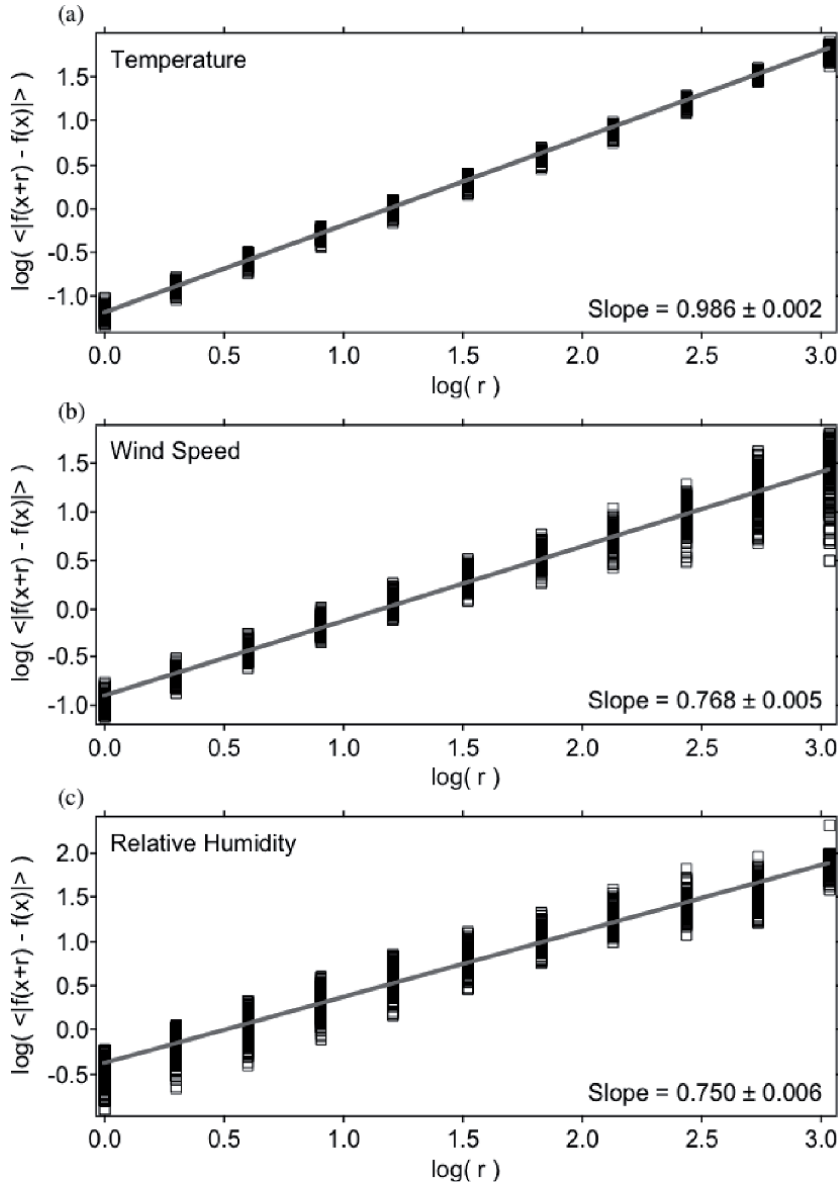 (a)
Temperature
log( <|f(x+r) - f(x)|> )
1.5
1.0
0.5
0.0
-0.5
-1.0
Slope = 0.986 ± 0.002
0.0 0.5 1.0 1.5 2.0 2.5 3.0
log( r )
(b)
Wind Speed
log( <|f(x+r) - f(x)|> )
1.5
1.0
0.5
0.0
-0.5
-1.0
Slope = 0.768 ± 0.005
0.0 0.5 1.0 1.5 2.0 2.5 3.0
log( r )
(c)
Relative Humidity
log( <|f(x+r) - f(x)|> )
2.0
1.5
1.0
0.5
0.0
-0.5
Slope = 0.750 ± 0.006
0.0 0.5 1.0 1.5 2.0 2.5 3.0
log( r )